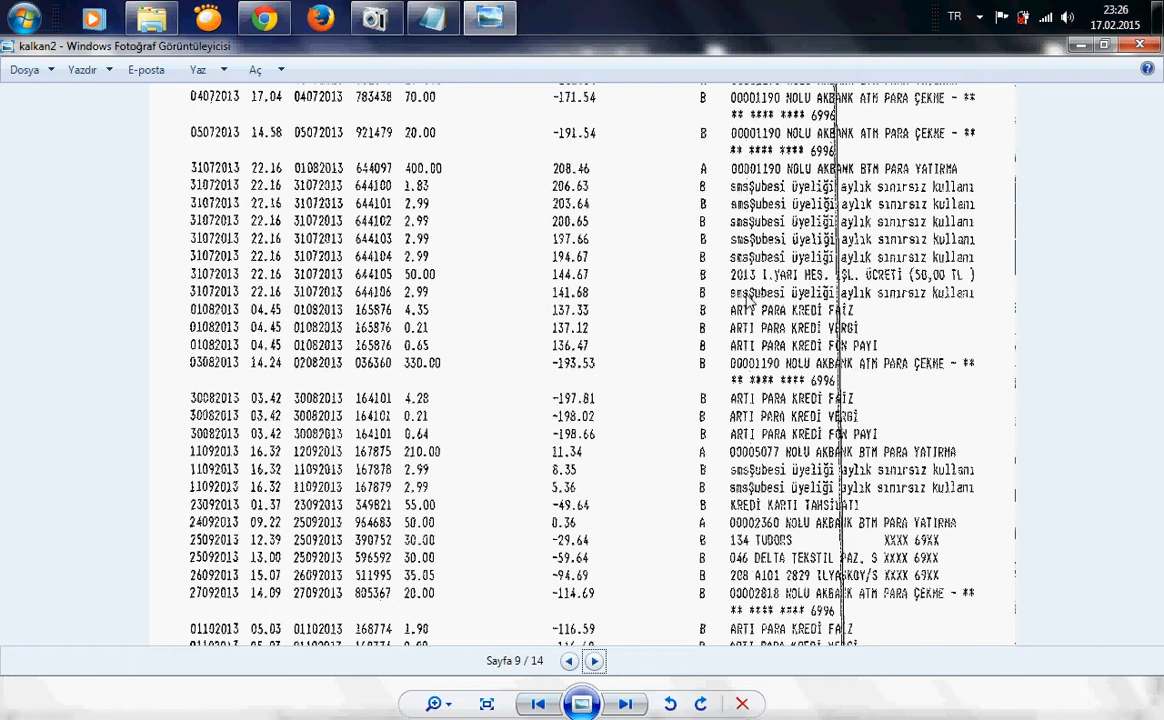 TR
23:26
17.02.2015
kalkan2 - Windows Fotoğraf Görüntüleyicisi
Dosya Yazdır E-posta Yaz Aç
04072013 17.04 04072013 783438 70.00 -171.54 B 00001190 NOLU AKBANK ATM PARA ÇEKME - **
** **** **** 6996
05072013 14.58 05072013 921479 20.00 -191.54 B 00001190 NOLU AKBANK ATM PARA ÇEKME - **
** **** **** 6996
31072013 22.16 01082013 644097 400.00 208.46 A 00001190 NOLU AKBANK BTM PARA YATIRMA
31072013 22.16 31072013 644100 1.83 206.63 B smsŞubesi üyeliği aylık sınırsız kullanı
31072013 22.16 31072013 644101 2.99 203.64 B smsŞubesi üyeliği aylık sınırsız kullanı
31072013 22.16 31072013 644102 2.99 200.65 B smsŞubesi üyeliği aylık sınırsız kullanı
31072013 22.16 31072013 644103 2.99 197.66 B smsŞubesi üyeliği aylık sınırsız kullanı
31072013 22.16 31072013 644104 2.99 194.67 B smsŞubesi üyeliği aylık sınırsız kullanı
31072013 22.16 31072013 644105 50.00 144.67 B 2013 I.YARI HES. İŞL. ÜCRETİ (50,00 TL )
31072013 22.16 31072013 644106 2.99 141.68 B smsŞubesi üyeliği aylık sınırsız kullanı
01082013 04.45 01082013 165876 4.35 137.33 B ARTI PARA KREDİ FAİZ
01082013 04.45 01082013 165876 0.21 137.12 B ARTI PARA KREDİ VERGİ
01082013 04.45 01082013 165876 0.65 136.47 B ARTI PARA KREDİ FON PAYI
03082013 14.24 02082013 036360 330.00 -193.53 B 00001190 NOLU AKBANK ATM PARA ÇEKME - **
** **** **** 6996
30082013 03.42 30082013 164101 4.28 -197.81 B ARTI PARA KREDİ FAİZ
30082013 03.42 30082013 164101 0.21 -198.02 B ARTI PARA KREDİ VERGİ
30082013 03.42 30082013 164101 0.64 -198.66 B ARTI PARA KREDİ FON PAYI
11092013 16.32 12092013 167875 210.00 11.34 A 00005077 NOLU AKBANK BTM PARA YATIRMA
11092013 16.32 11092013 167878 2.99 8.35 B smsŞubesi üyeliği aylık sınırsız kullanı
11092013 16.32 11092013 167879 2.99 5.36 B smsŞubesi üyeliği aylık sınırsız kullanı
23092013 01.37 23092013 349821 55.00 -49.64 B KREDİ KARTI TAHSİLATI
24092013 09.22 25092013 964683 50.00 0.36 A 00002360 NOLU AKBANK BTM PARA YATIRMA
25092013 12.39 25092013 390752 30.00 -29.64 B 134 TUDORS XXXX 69XX
25092013 13.00 25092013 596592 30.00 -59.64 B 046 DELTA TEKSTIL PAZ. S XXXX 69XX
26092013 15.07 26092013 511995 35.05 -94.69 B 208 A101 2829 ILYASKOY/S XXXX 69XX
27092013 14.09 27092013 805367 20.00 -114.69 B 00002818 NOLU AKBANK ATM PARA ÇEKME - **
** **** **** 6996
01102013 05.03 01102013 168774 1.90 -116.59 B ARTI PARA KREDİ FAİZ
Sayfa 9 / 14